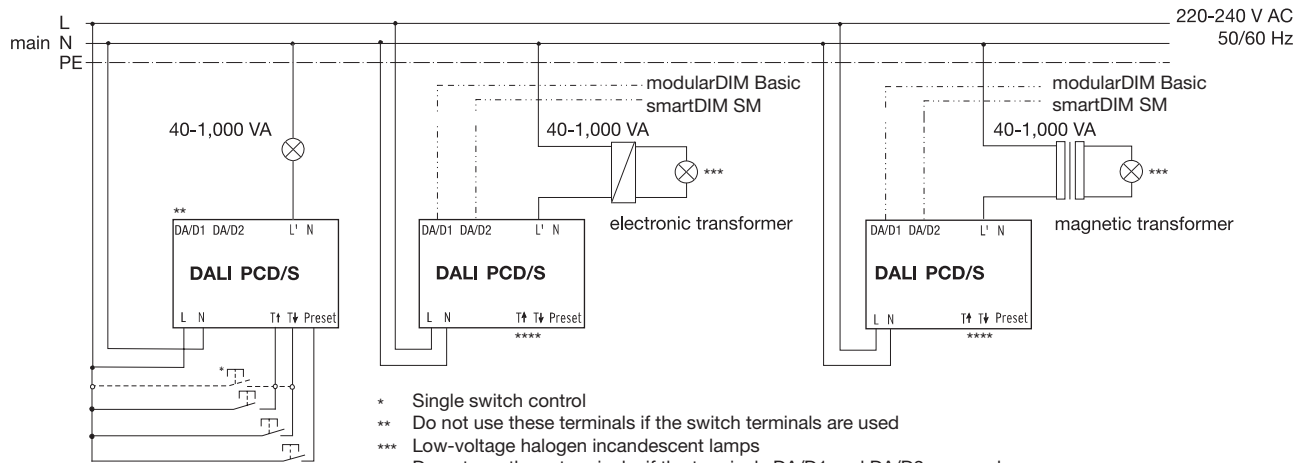 L 220-240 V AC
main N 50/60 Hz
PE
modularDIM Basic
smartDIM SM
modularDIM Basic
smartDIM SM
40-1,000 VA
40-1,000 VA
40-1,000 VA
***
***
electronic transformer
magnetic transformer
**
DA/D1 DA/D2 L' N
DALI PCD/S
L N T↑ T↓ Preset
DA/D1 DA/D2 L' N
DALI PCD/S
L N T↑ T↓ Preset
****
DA/D1 DA/D2 L' N
DALI PCD/S
L N T↑ T↓ Preset
****
*
* Single switch control
** Do not use these terminals if the switch terminals are used
*** Low-voltage halogen incandescent lamps